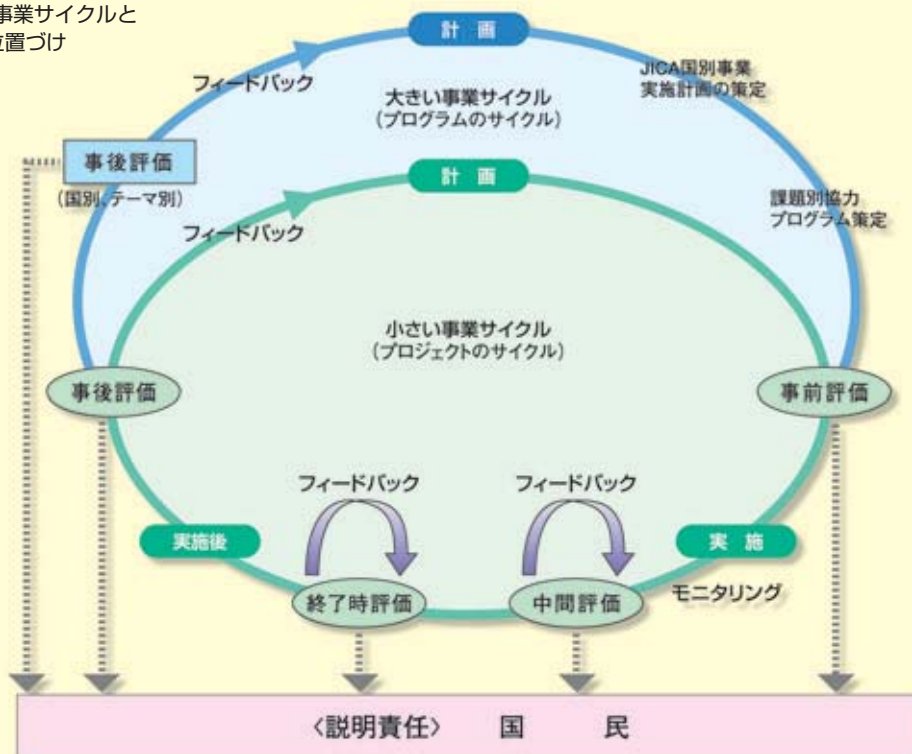 事業サイクルと
位置づけ
計画
フィードバック
JICA国別事業
実施計画の策定
大きい事業サイクル
(プログラムのサイクル)
事後評価
(国別、テーマ別)
計画
フィードバック
課題別協力
プログラム策定
小さい事業サイクル
(プロジェクトのサイクル)
事後評価
事前評価
フィードバック
フィードバック
実施後
実施
終了時評価
中間評価
モニタリング
〈説明責任〉 国 民